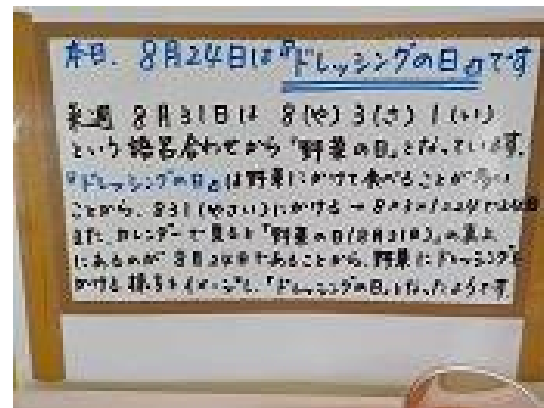 本日、8月24日は『ドレッシングの日』です
来週 8月31日は 8(や)3(さ)1(い)
という語呂合わせから「野菜の日」となっています。
『ドレッシングの日』は野菜にかけて食べることが多い
ことから、831(やさい)にかける → 8×3×1=24で24日
また、カレンダーで見ると「野菜の日(8月31日)」の真上
にあるのが8月24日であることから、野菜にドレッシングを
かける様子をイメージし、「ドレッシングの日」となったようです。